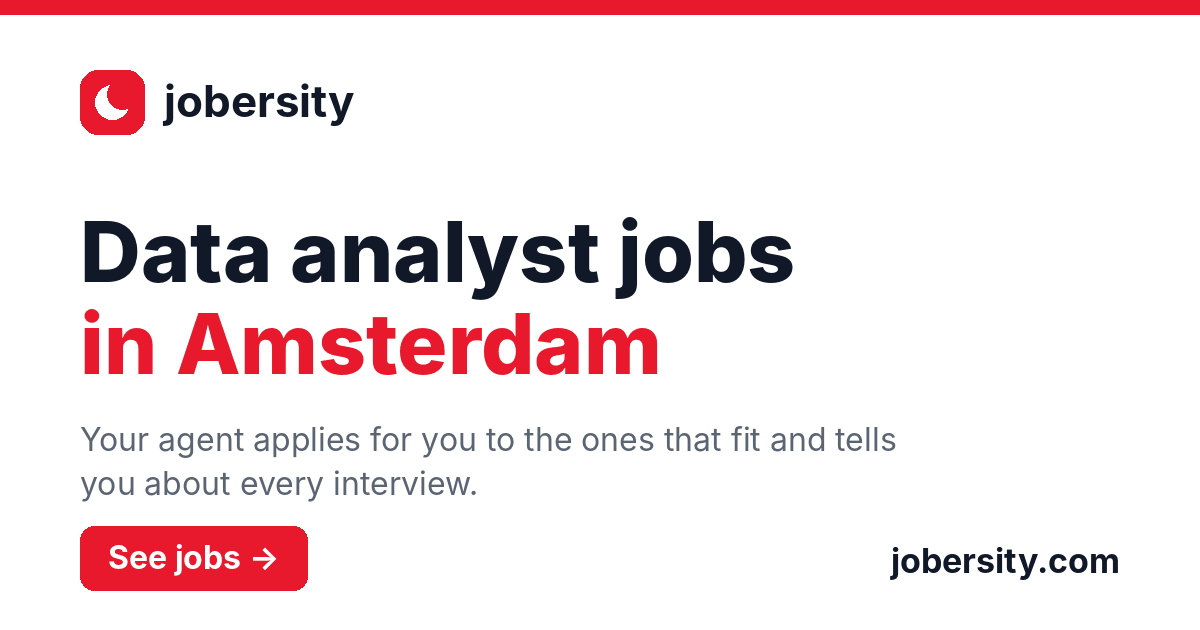 jobersity
Data analyst jobs
in Amsterdam
Your agent applies for you to the ones that fit and tells
you about every interview.
See jobs →
jobersity.com